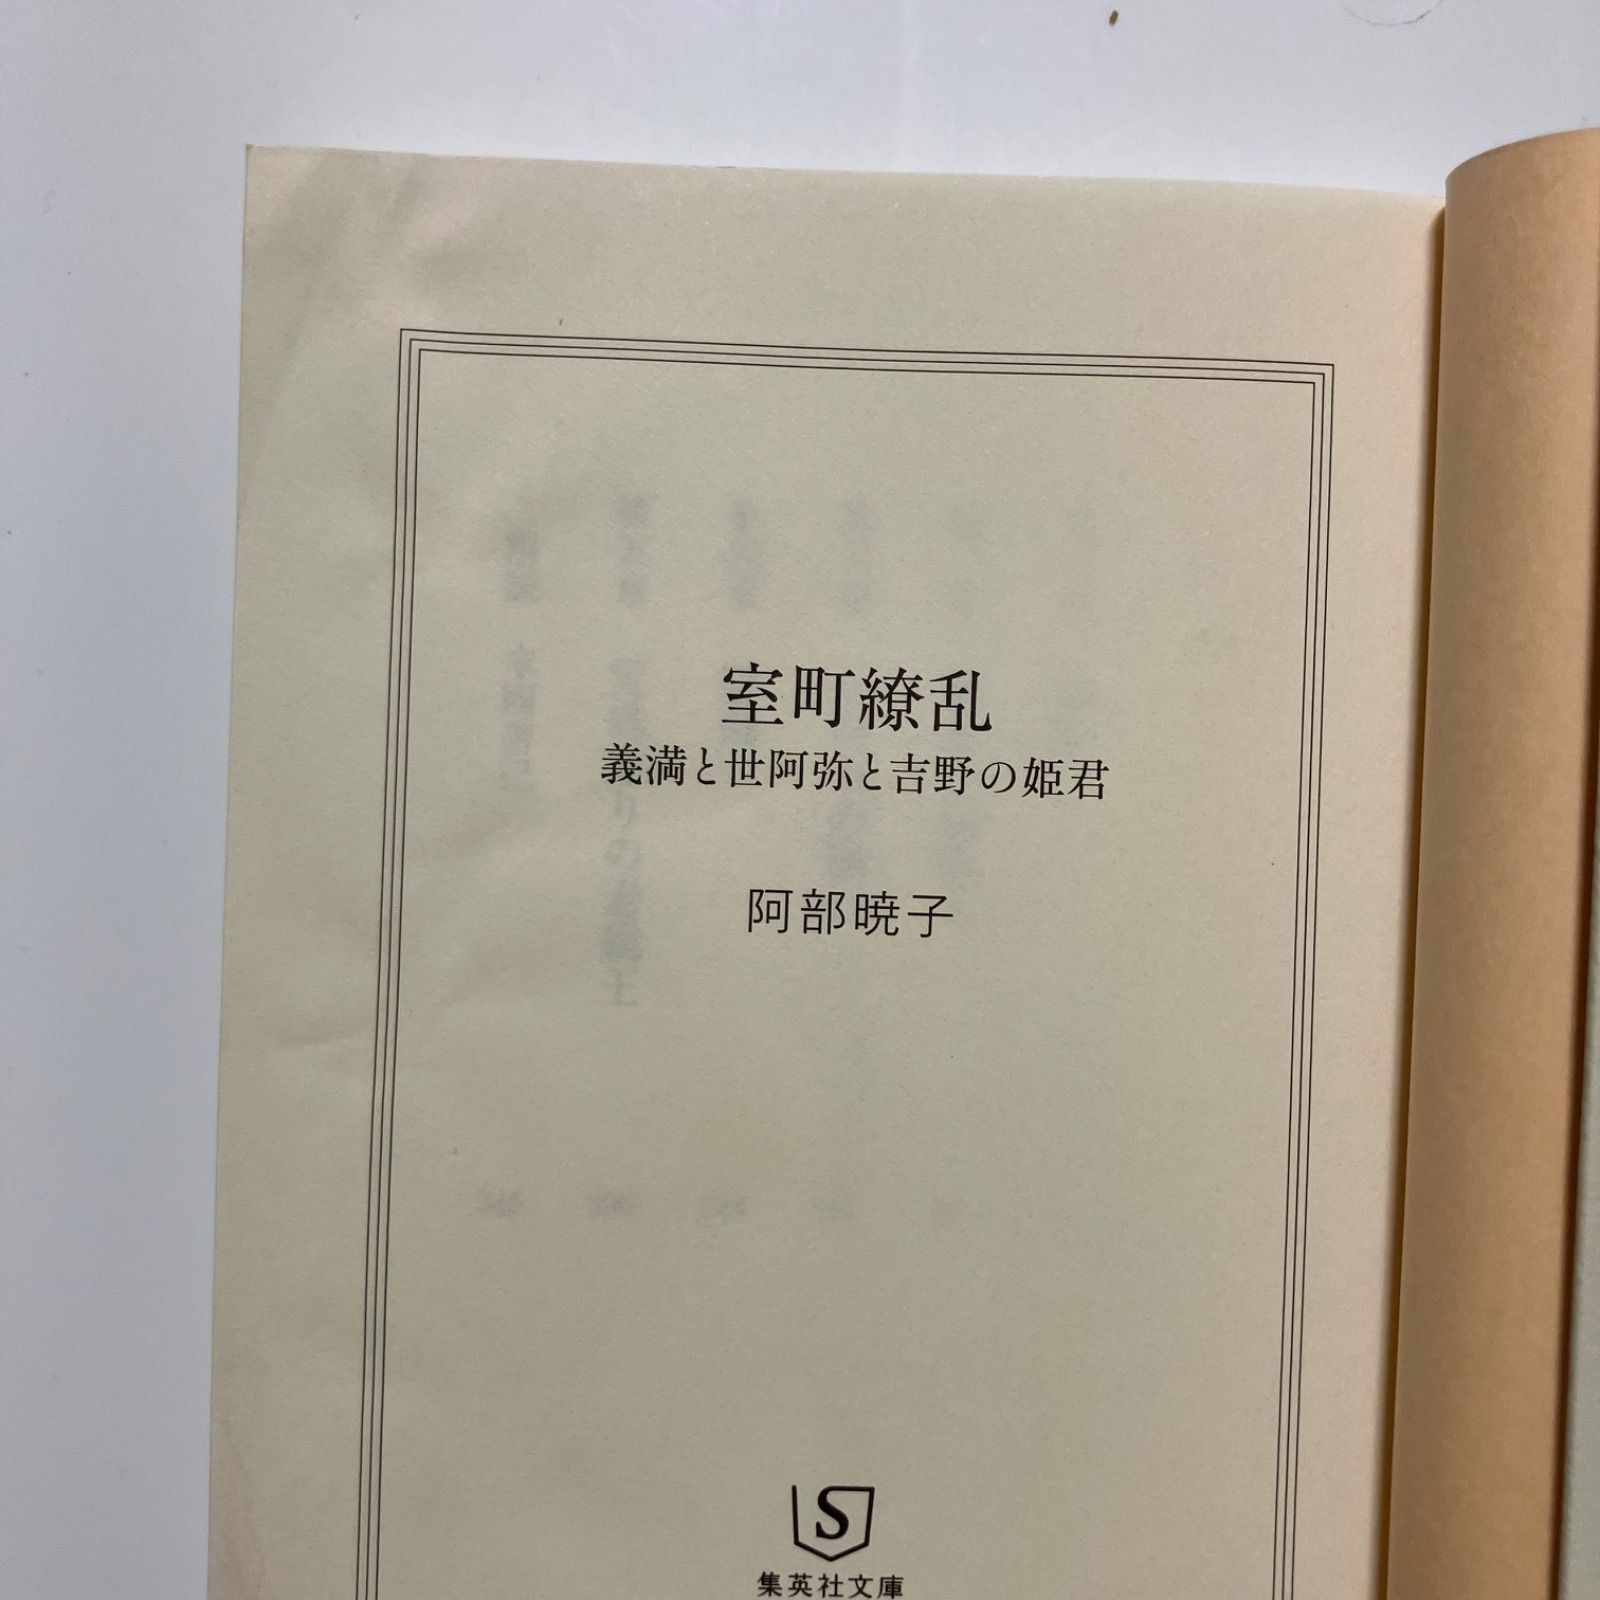 室町繚乱
義満と世阿弥と吉野の姫君
阿部暁子
S
集英社文庫